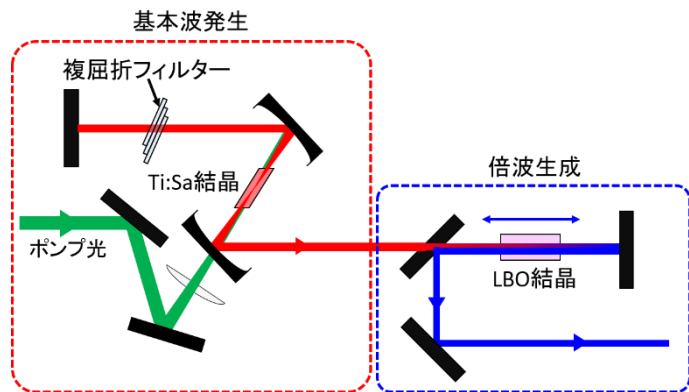 基本波発生
複屈折フィルター
Ti:Sa結晶
倍波生成
ポンプ光
LBO結晶